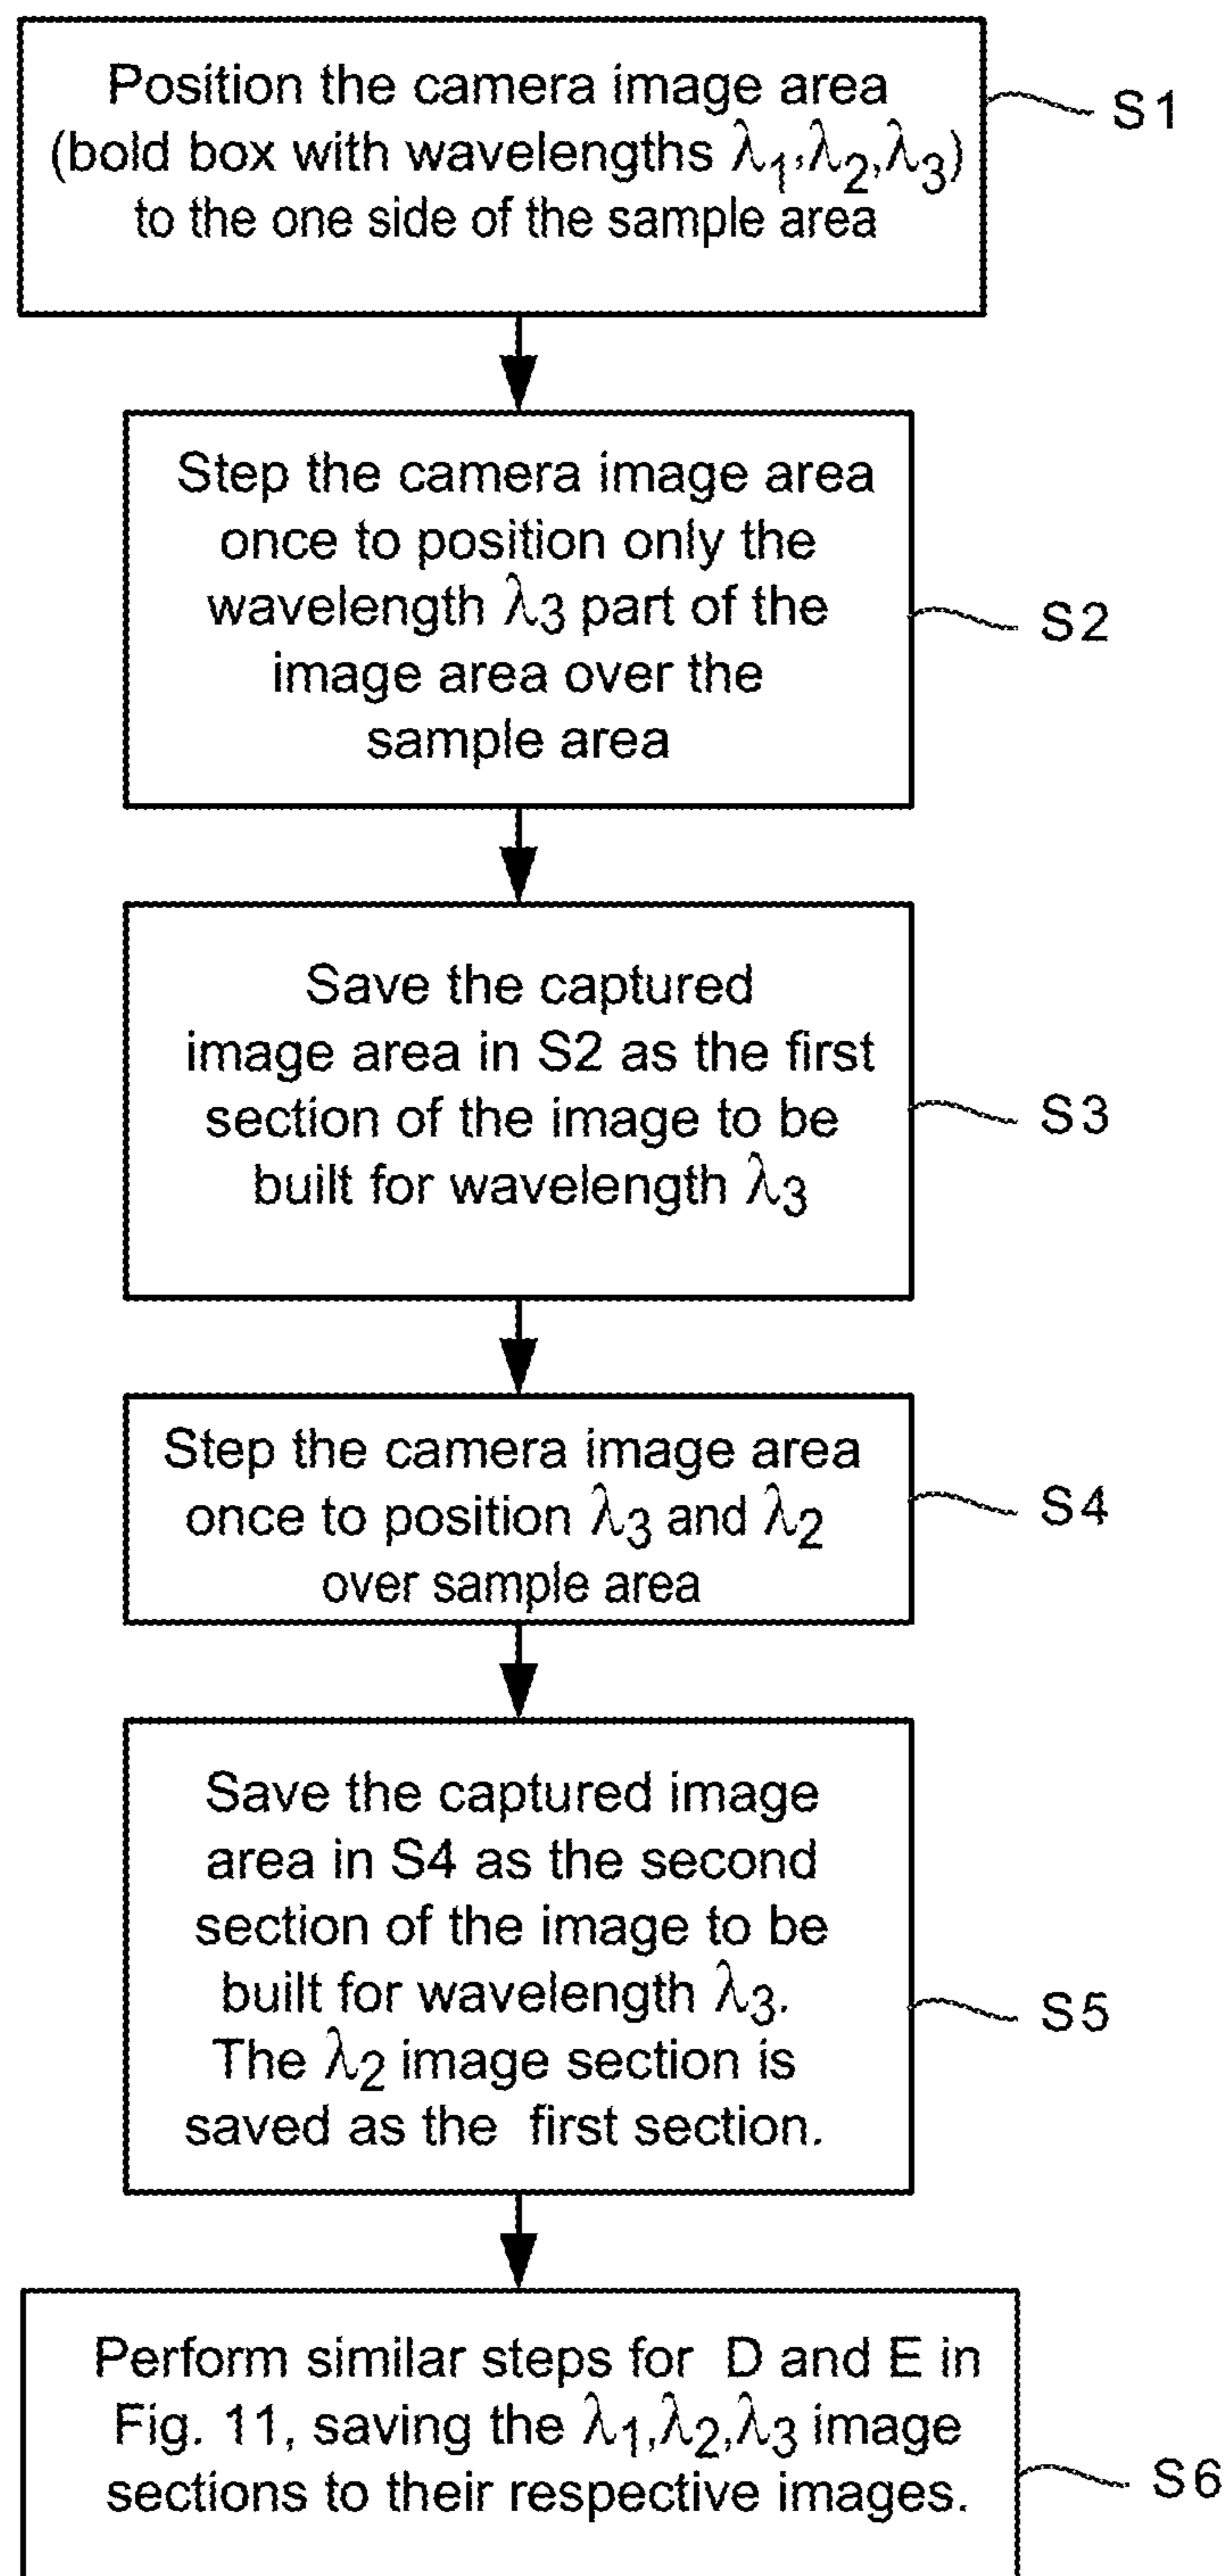 Position the camera image area
(bold box with wavelengths λ1,λ2,λ3)
to the one side of the sample area
S1
Step the camera image area
once to position only the
wavelength λ3 part of the
image area over the
sample area
S2
Save the captured
image area in S2 as the first
section of the image to be
built for wavelength λ3
S3
Step the camera image area
once to position λ3 and λ2
over sample area
S4
Save the captured image
area in S4 as the second
section of the image to be
built for wavelength λ3.
The λ2 image section is
saved as the first section.
S5
Perform similar steps for D and E in
Fig. 11, saving the λ1,λ2,λ3 image
sections to their respective images.
S6